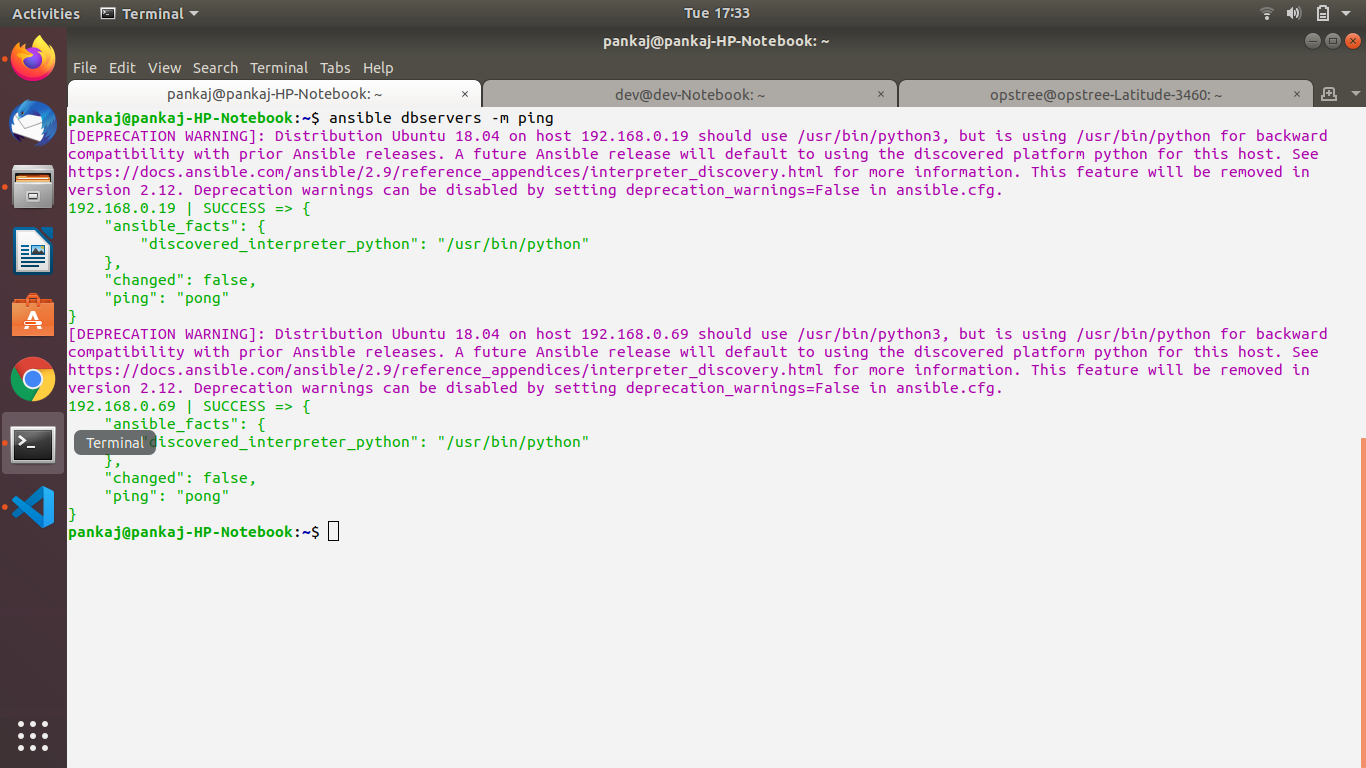 Activities Terminal Tue 17:33
pankaj@pankaj-HP-Notebook: ~
File Edit View Search Terminal Tabs Help
pankaj@pankaj-HP-Notebook: ~ × dev@dev-Notebook: ~ × opstree@opstree-Latitude-3460: ~ ×
pankaj@pankaj-HP-Notebook:~$ ansible dbservers -m ping
[DEPRECATION WARNING]: Distribution Ubuntu 18.04 on host 192.168.0.19 should use /usr/bin/python3, but is using /usr/bin/python for backward
compatibility with prior Ansible releases. A future Ansible release will default to using the discovered platform python for this host. See
https://docs.ansible.com/ansible/2.9/reference_appendices/interpreter_discovery.html for more information. This feature will be removed in
version 2.12. Deprecation warnings can be disabled by setting deprecation_warnings=False in ansible.cfg.
192.168.0.19 | SUCCESS => {
    "ansible_facts": {
        "discovered_interpreter_python": "/usr/bin/python"
    },
    "changed": false,
    "ping": "pong"
}
[DEPRECATION WARNING]: Distribution Ubuntu 18.04 on host 192.168.0.69 should use /usr/bin/python3, but is using /usr/bin/python for backward
compatibility with prior Ansible releases. A future Ansible release will default to using the discovered platform python for this host. See
https://docs.ansible.com/ansible/2.9/reference_appendices/interpreter_discovery.html for more information. This feature will be removed in
version 2.12. Deprecation warnings can be disabled by setting deprecation_warnings=False in ansible.cfg.
192.168.0.69 | SUCCESS => {
    "ansible_facts": {
Terminal "discovered_interpreter_python": "/usr/bin/python"
    },
    "changed": false,
    "ping": "pong"
}
pankaj@pankaj-HP-Notebook:~$